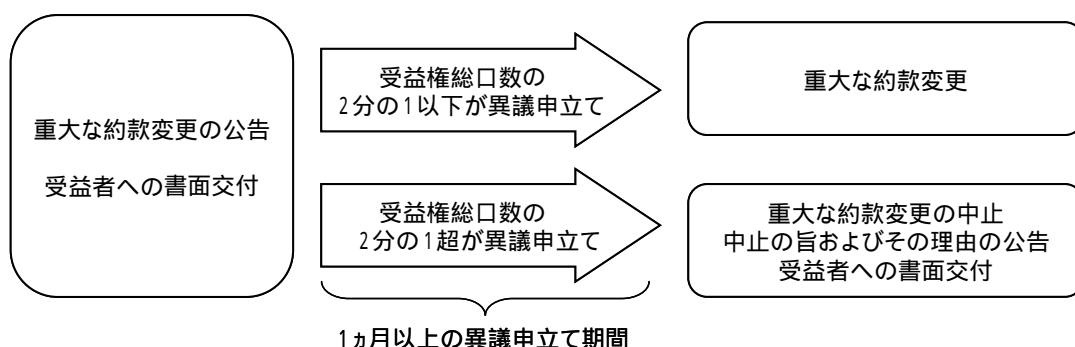 重大な約款変更の公告
受益者への書面交付
受益権総口数の
2分の1以下が異議申立て
重大な約款変更
受益権総口数の
2分の1超が異議申立て
重大な約款変更の中止
中止の旨およびその理由の公告
受益者への書面交付
1ヵ月以上の異議申立て期間